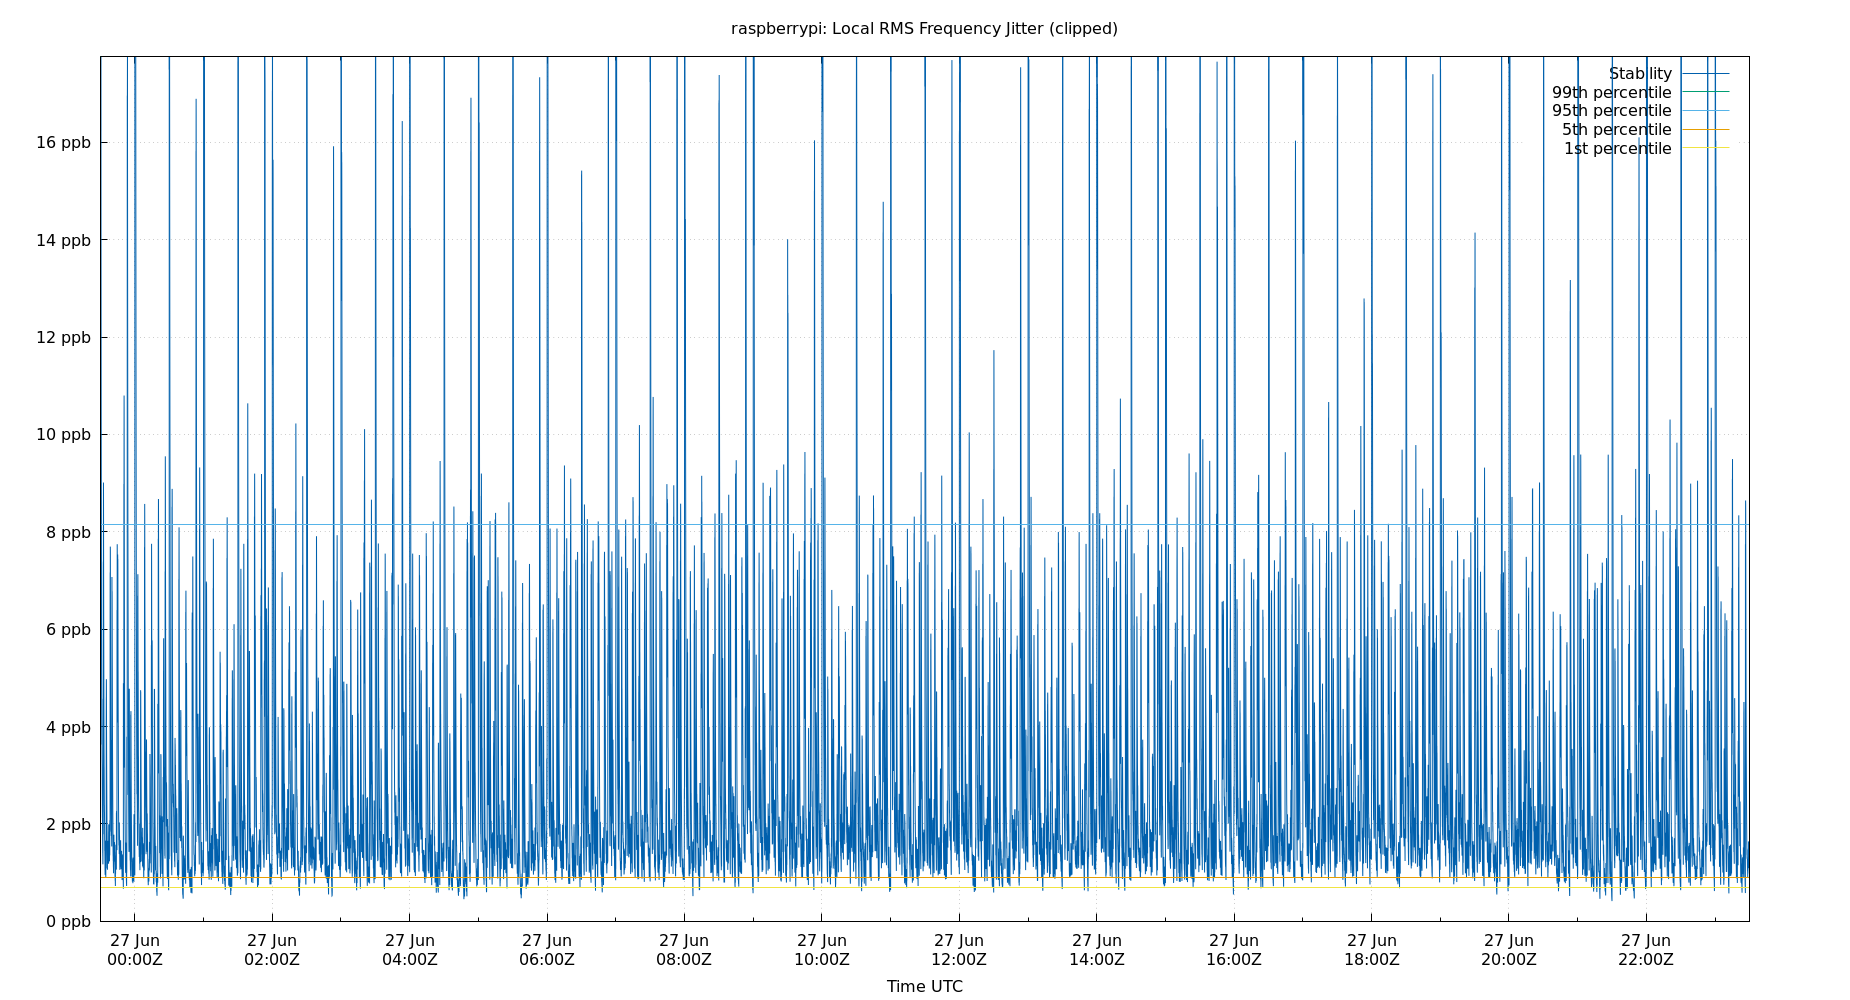 raspberrypi: Local RMS Frequency Jitter (clipped)
Stability
99th percentile
95th percentile
5th percentile
1st percentile
16 ppb
14 ppb
12 ppb
10 ppb
8 ppb
6 ppb
4 ppb
2 ppb
0 ppb
27 Jun 27 Jun 27 Jun 27 Jun 27 Jun 27 Jun 27 Jun 27 Jun 27 Jun 27 Jun 27 Jun 27 Jun
00:00Z 02:00Z 04:00Z 06:00Z 08:00Z 10:00Z 12:00Z 14:00Z 16:00Z 18:00Z 20:00Z 22:00Z
Time UTC